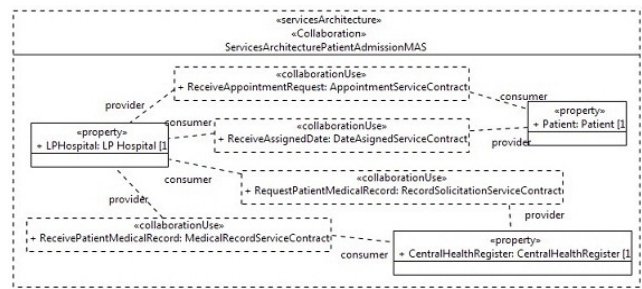 «servicesArchitecture»
«Collaboration»
ServicesArchitecturePatientAdmissionMAS
«collaborationUse»
+ ReceiveAppointmentRequest: AppointmentServiceContract
provider
consumer
«property»
+ LPHospital: LP Hospital [1
consumer
«collaborationUse»
+ ReceiveAssignedDate: DateAsignedServiceContract
«property»
+ Patient: Patient [1
provider
consumer
«collaborationUse»
+ RequestPatientMedicalRecord: RecordSolicitationServiceContract
provider
provider
«collaborationUse»
+ ReceivePatientMedicalRecord: MedicalRecordServiceContract
consumer
«property»
+ CentralHealthRegister: CentralHealthRegister [1